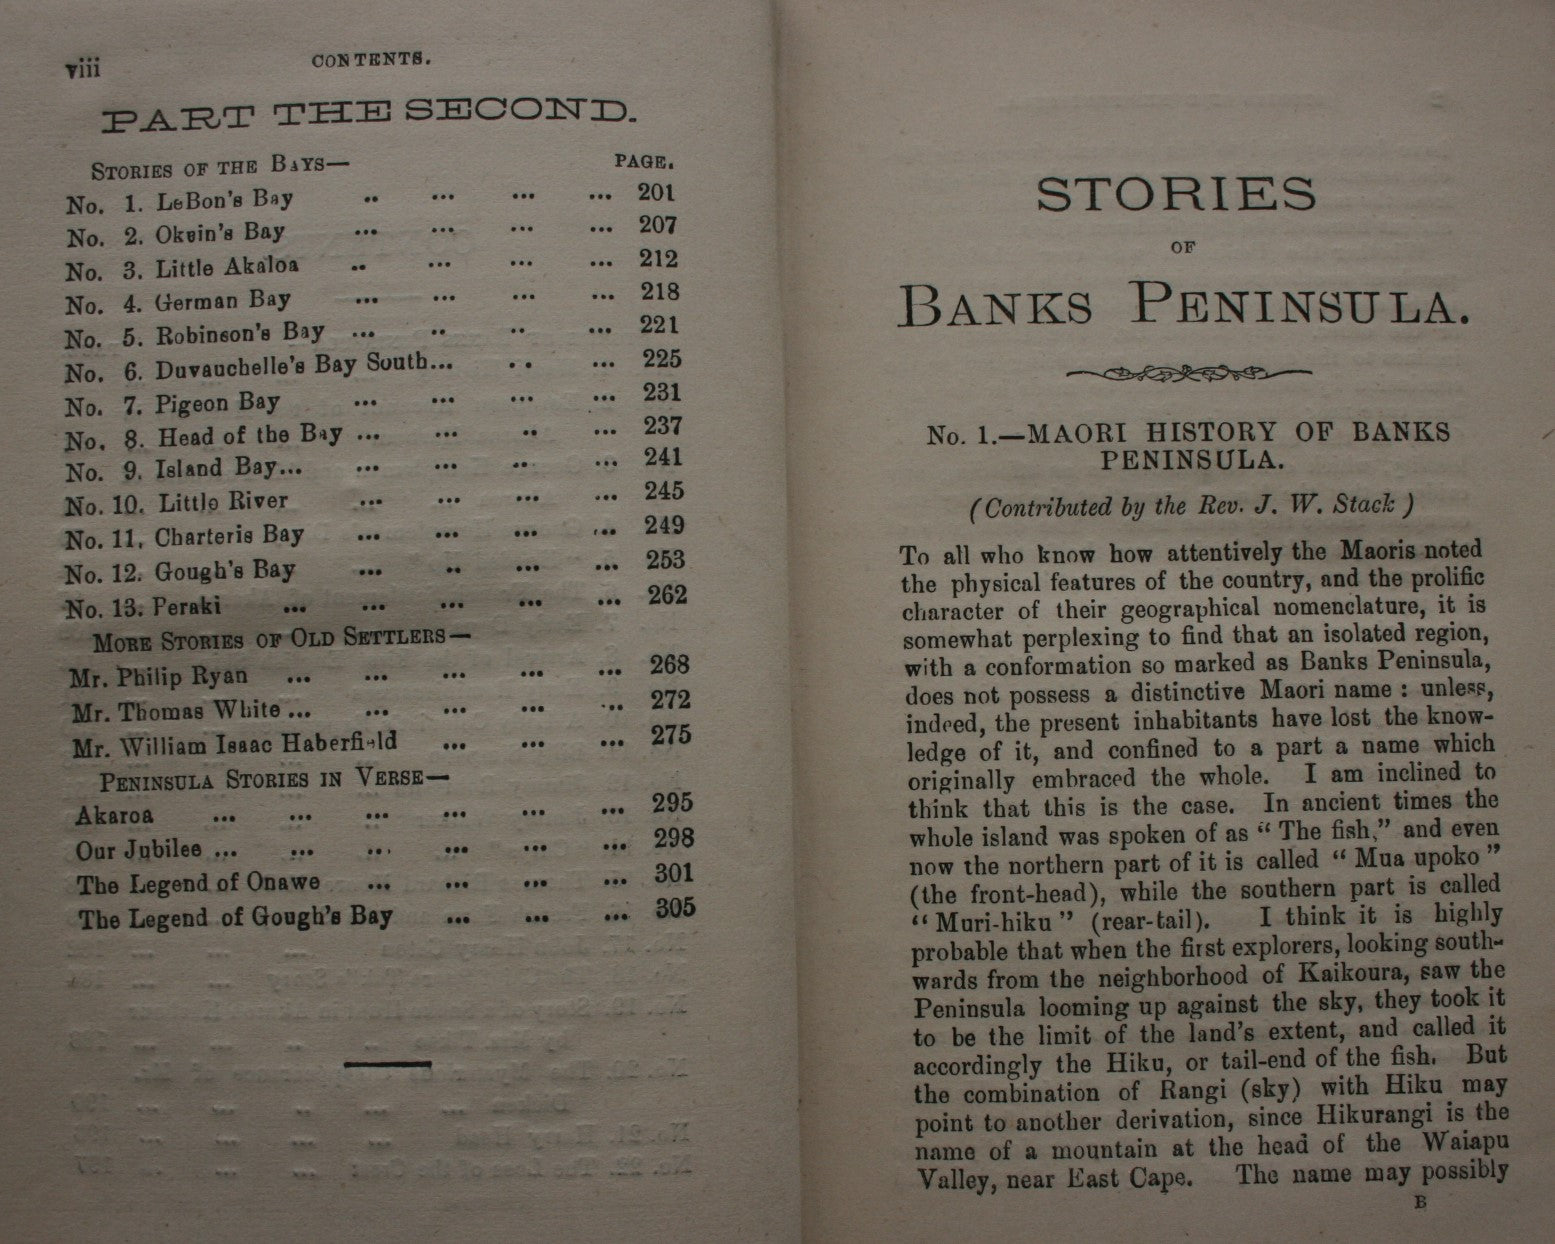 viii
CONTENTS.
PART THE SECOND.
STORIES OF THE BAYS— PAGE.
No. 1. LeBon's Bay .. ... ... ... 201
No. 2. Okein's Bay ... ... ... ... 207
No. 3. Little Akaloa .. ... ... ... 212
No. 4. German Bay ... ... ... ... 218
No. 5. Robinson's Bay ... .. .. ... 221
No. 6. Duvauchelle's Bay South... .. ... 225
No. 7. Pigeon Bay ... ... ... ... 231
No. 8. Head of the Bay ... ... .. ... 237
No. 9. Island Bay... ... ... ... ... 241
No. 10. Little River ... ... ... ... 245
No. 11. Charteris Bay ... ... ... ... 249
No. 12. Gough's Bay ... .. ... ... 253
No. 13. Peraki ... ... ... ... ... 262
MORE STORIES OF OLD SETTLERS—
Mr. Philip Ryan ... ... ... ... ... 268
Mr. Thomas White ... ... ... ... ... 272
Mr. William Isaac Haberfield ... ... ... 275
PENINSULA STORIES IN VERSE—
Akaroa ... ... ... ... ... ... 295
Our Jubilee ... ... ... ... ... ... 298
The Legend of Onawe ... ... ... ... 301
The Legend of Gough's Bay ... ... ... 305
STORIES
OF
BANKS PENINSULA.
No. 1.—MAORI HISTORY OF BANKS
PENINSULA.
(Contributed by the Rev. J. W. Stack )
To all who know how attentively the Maoris noted
the physical features of the country, and the prolific
character of their geographical nomenclature, it is
somewhat perplexing to find that an isolated region,
with a conformation so marked as Banks Peninsula,
does not possess a distinctive Maori name : unless,
indeed, the present inhabitants have lost the know-
ledge of it, and confined to a part a name which
originally embraced the whole. I am inclined to
think that this is the case. In ancient times the
whole island was spoken of as “ The fish,” and even
now the northern part of it is called “ Mua upoko ”
(the front-head), while the southern part is called
“ Muri-hiku ” (rear-tail). I think it is highly
probable that when the first explorers, looking south-
wards from the neighborhood of Kaikoura, saw the
Peninsula looming up against the sky, they took it
to be the limit of the land's extent, and called it
accordingly the Hiku, or tail-end of the fish. But
the combination of Rangi (sky) with Hiku may
point to another derivation, since Hikurangi is the
name of a mountain at the head of the Waiapu
Valley, near East Cape. The name may possibly
B